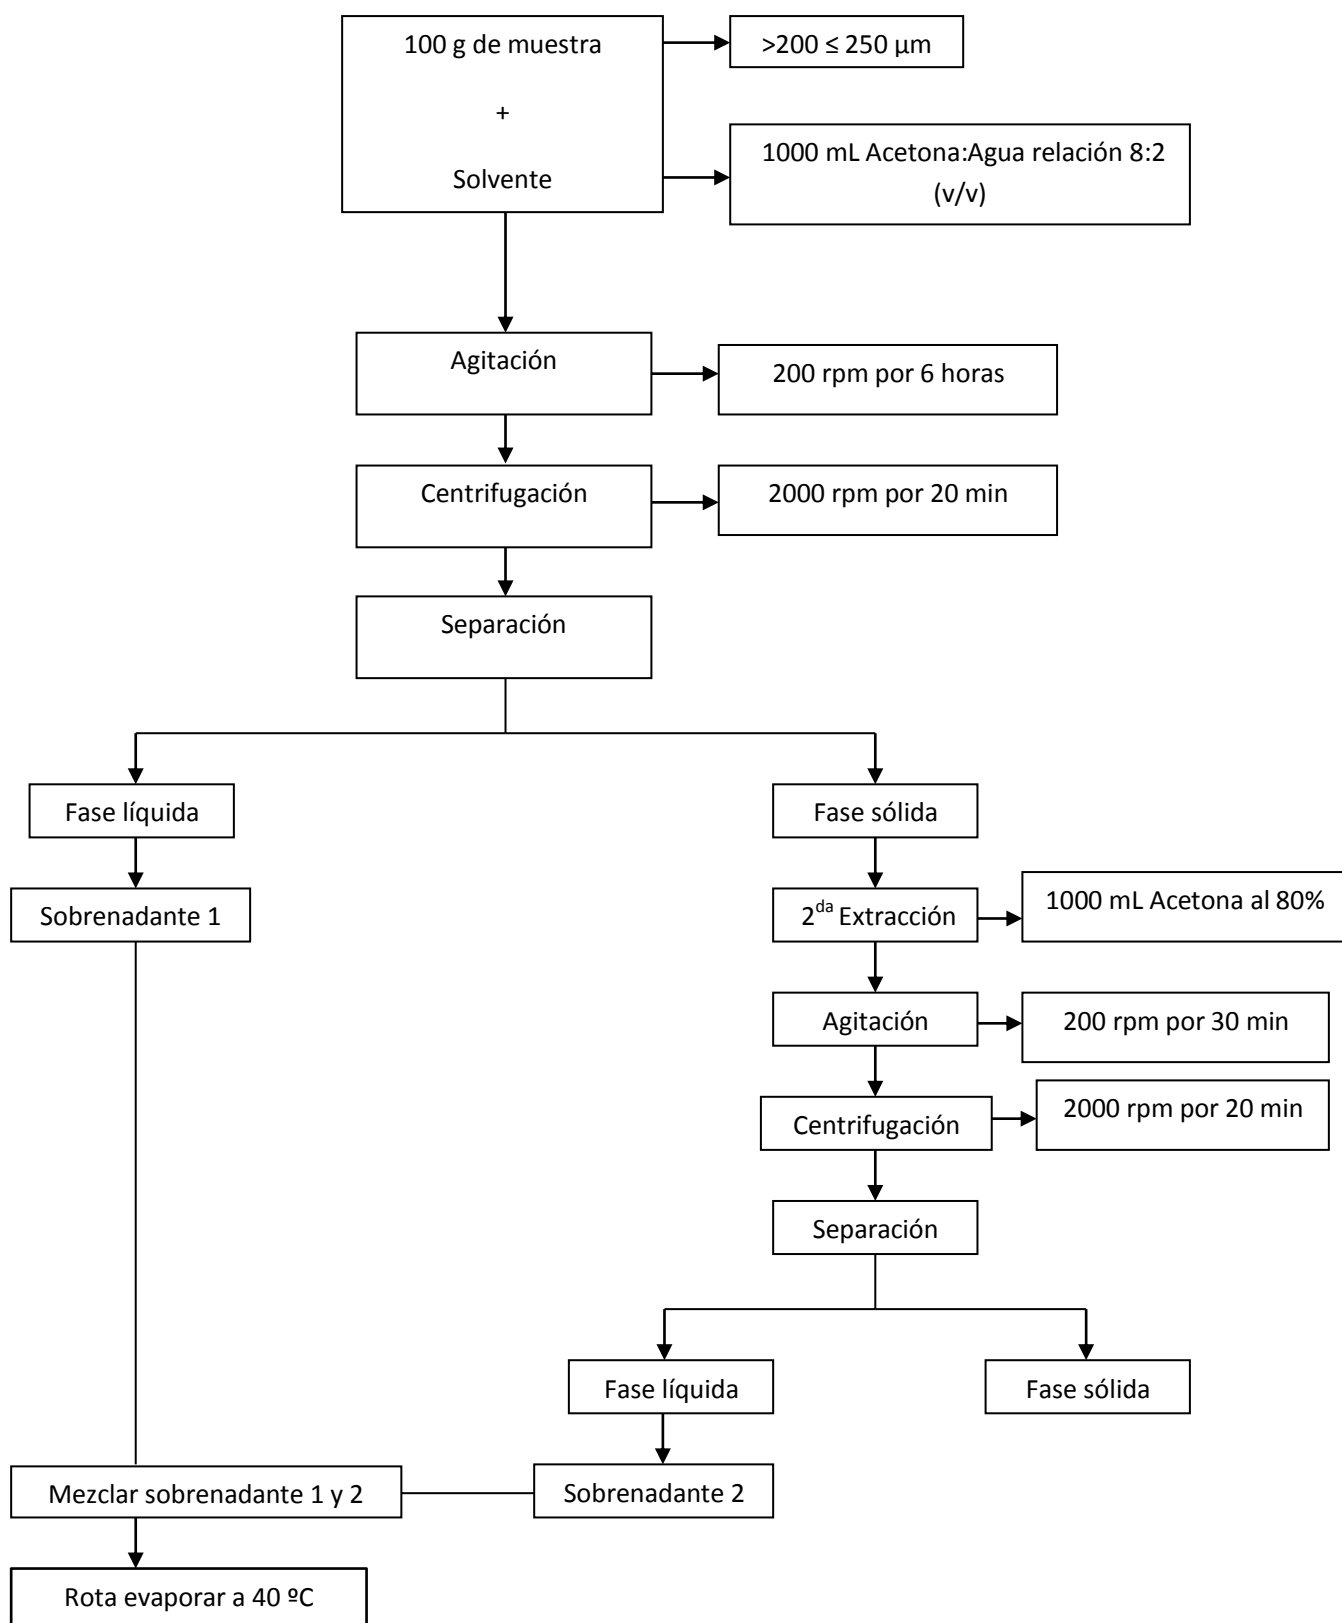 100 g de muestra
+
Solvente
>200 ≤ 250 µm
1000 mL Acetona:Agua relación 8:2
(v/v)
Agitación
200 rpm por 6 horas
Centrifugación
2000 rpm por 20 min
Separación
Fase líquida
Fase sólida
Sobrenadante 1
2da Extracción
1000 mL Acetona al 80%
Agitación
200 rpm por 30 min
Centrifugación
2000 rpm por 20 min
Separación
Fase líquida
Fase sólida
Mezclar sobrenadante 1 y 2
Sobrenadante 2
Rota evaporar a 40 ºC